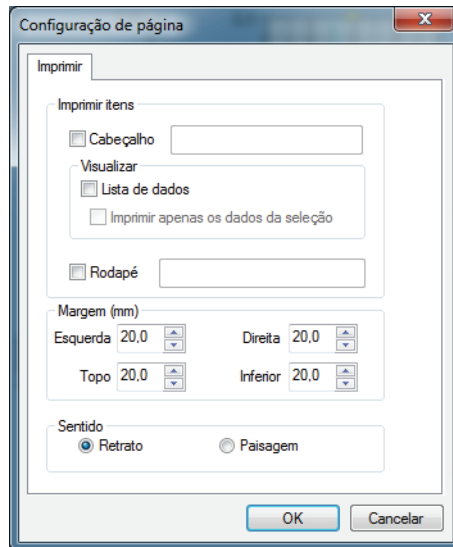 Configuração de página
Imprimir
Imprimir itens
Cabeçalho
Visualizar
Lista de dados
Imprimir apenas os dados da seleção
Rodapé
Margem (mm)
Esquerda 20,0 Direita 20,0
Topo 20,0 Inferior 20,0
Sentido
Retrato Paisagem
OK Cancelar